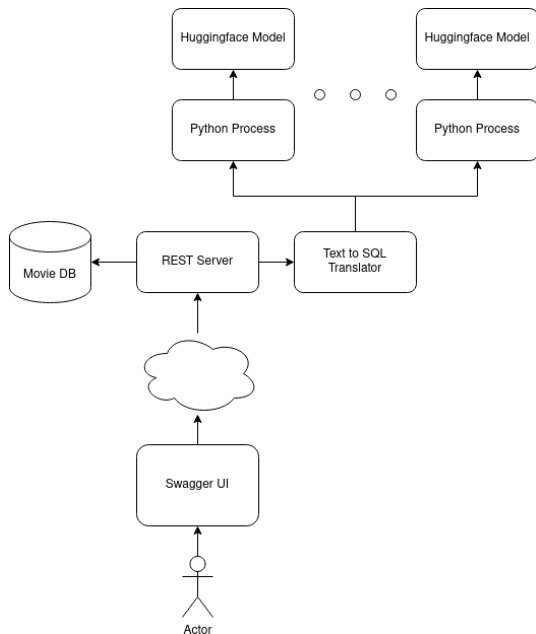 Huggingface Model
Huggingface Model
Python Process
Python Process
Movie DB
REST Server
Text to SQL
Translator
Swagger UI
Actor